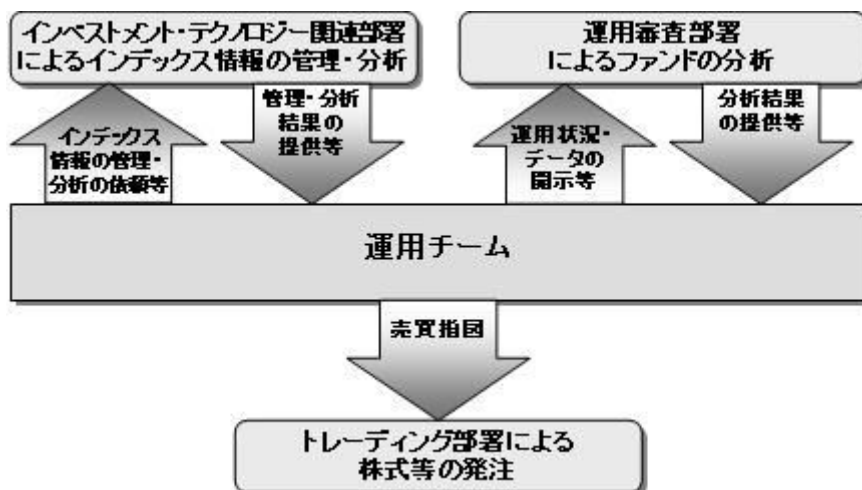 インベストメント・テクノロジー関連部署
によるインデックス情報の管理・分析
運用審査部署
によるファンドの分析
インデックス
情報の管理・
分析の依頼等
管理・分析
結果の
提供等
運用状況・
データの
開示等
分析結果
の提供等
運用チーム
売買指図
トレーディング部署による
株式等の発注